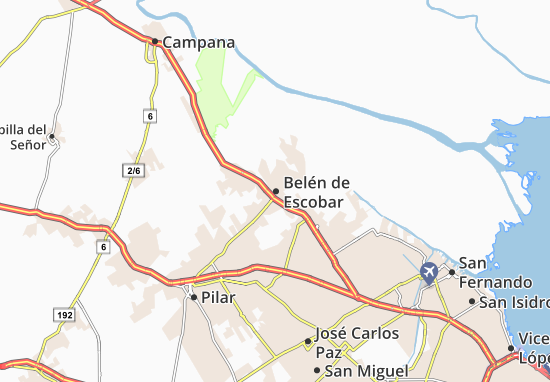 Campana
6
pilla del
Señor
2/6
Belén de
Escobar
6
San
Fernando
Pilar
San Isidro
192
José Carlos
Paz
Vice
Lópe
San Miguel